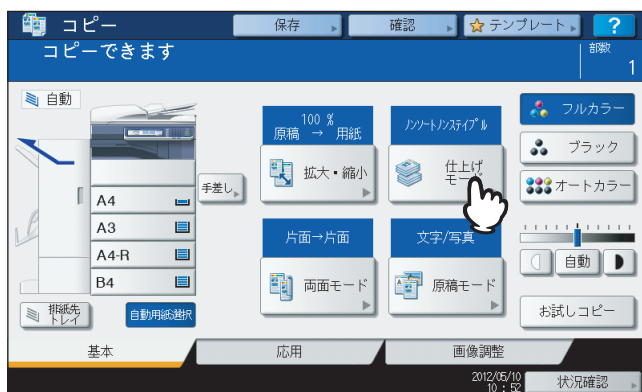 コピー
保存
確認
テンプレート
?
コピーできます
部数
1
自動
100 %
原稿 → 用紙
拡大・縮小
ノンソートノンステイプル
仕上げ
モード
フルカラー
ブラック
オートカラー
手差し
A4
A3
A4-R
B4
片面→片面
両面モード
文字/写真
原稿モード
自動
排紙先
トレイ
自動用紙選択
お試しコピー
基本
応用
画像調整
2012/05/10
10 : 52
状況確認